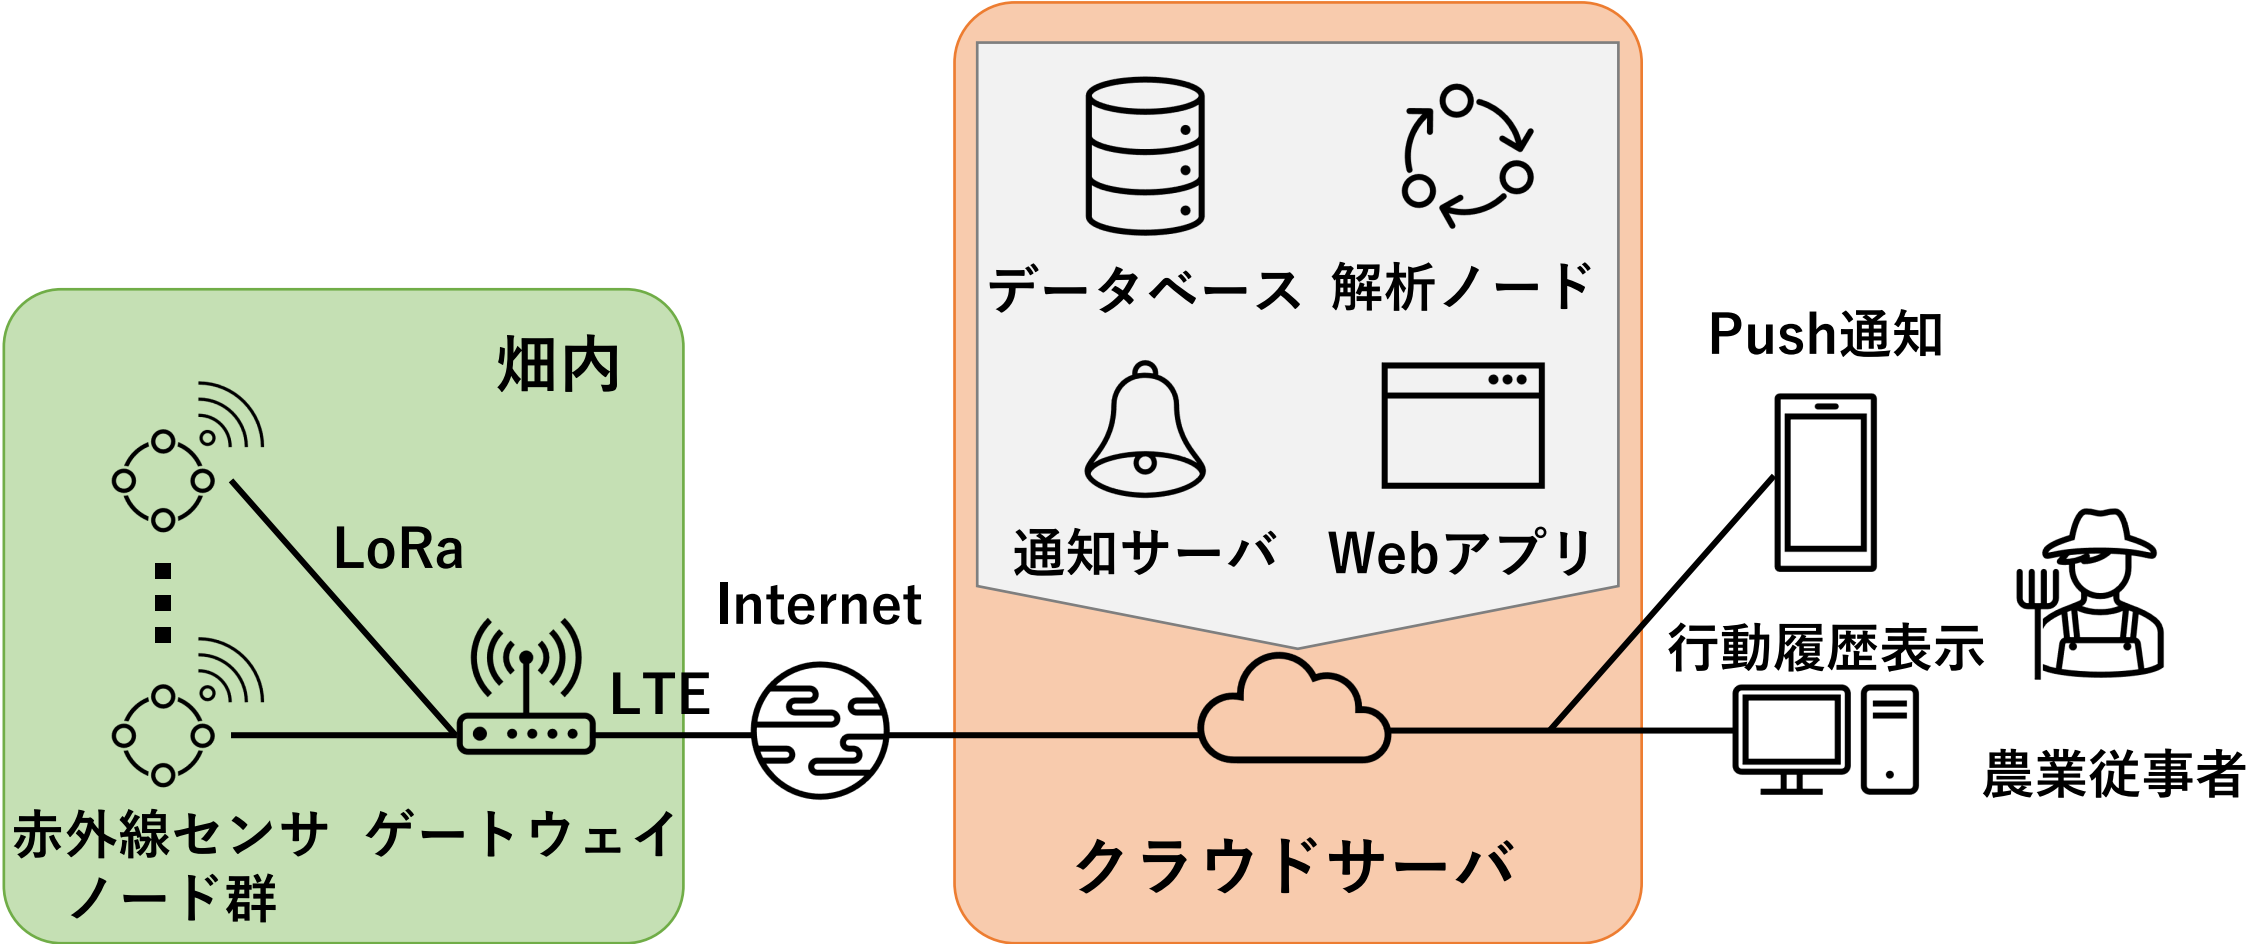 畑内
LoRa
赤外線センサ
ノード群
ゲートウェイ
LTE
Internet
データベース
解析ノード
通知サーバ
Webアプリ
クラウドサーバ
Push通知
行動履歴表示
農業従事者